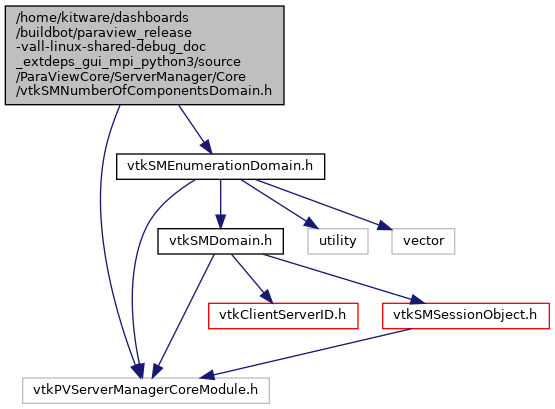 /home/kitware/dashboards
/buildbot/paraview_release
-vall-linux-shared-debug_doc
_extdeps_gui_mpi_python3/source
/ParaViewCore/ServerManager/Core
/vtkSMNumberOfComponentsDomain.h
vtkSMEnumerationDomain.h
vtkSMDomain.h
utility
vector
vtkClientServerID.h
vtkSMSessionObject.h
vtkPVServerManagerCoreModule.h